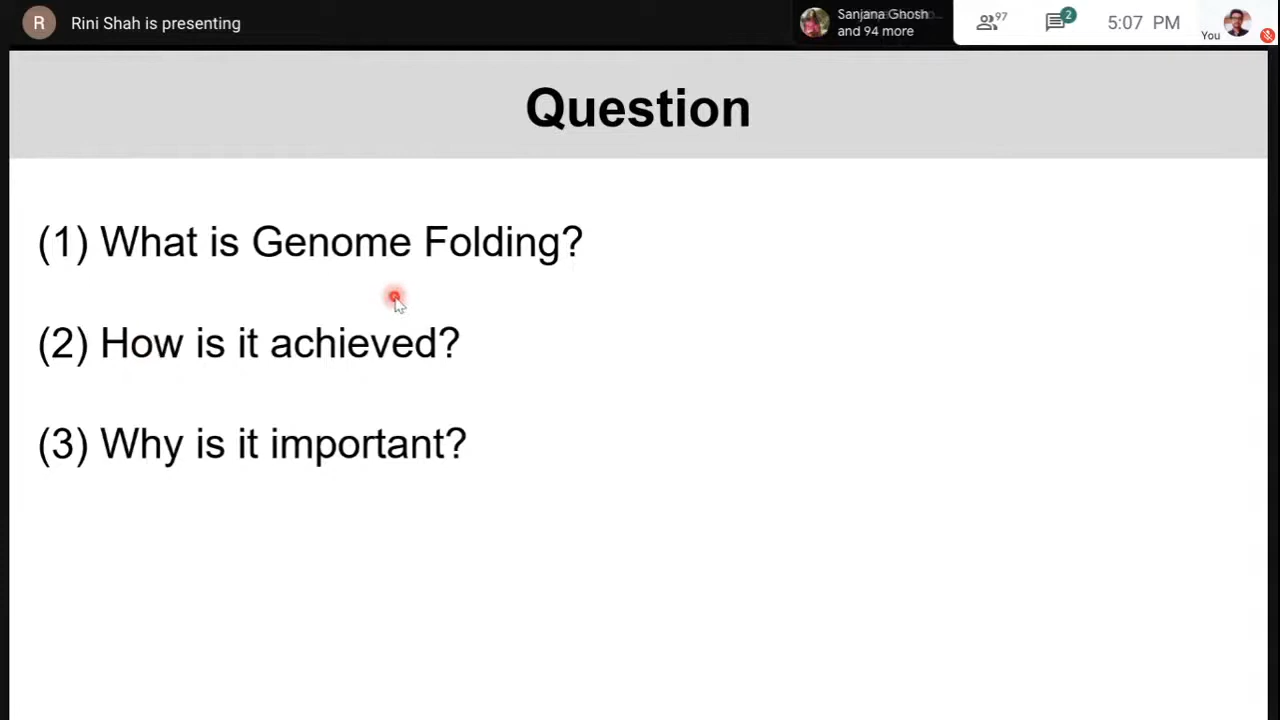 R
Rini Shah is presenting
Sanjana Ghosh
and 94 more
97
2
5:07 PM
You
Question
(1) What is Genome Folding?
(2) How is it achieved?
(3) Why is it important?